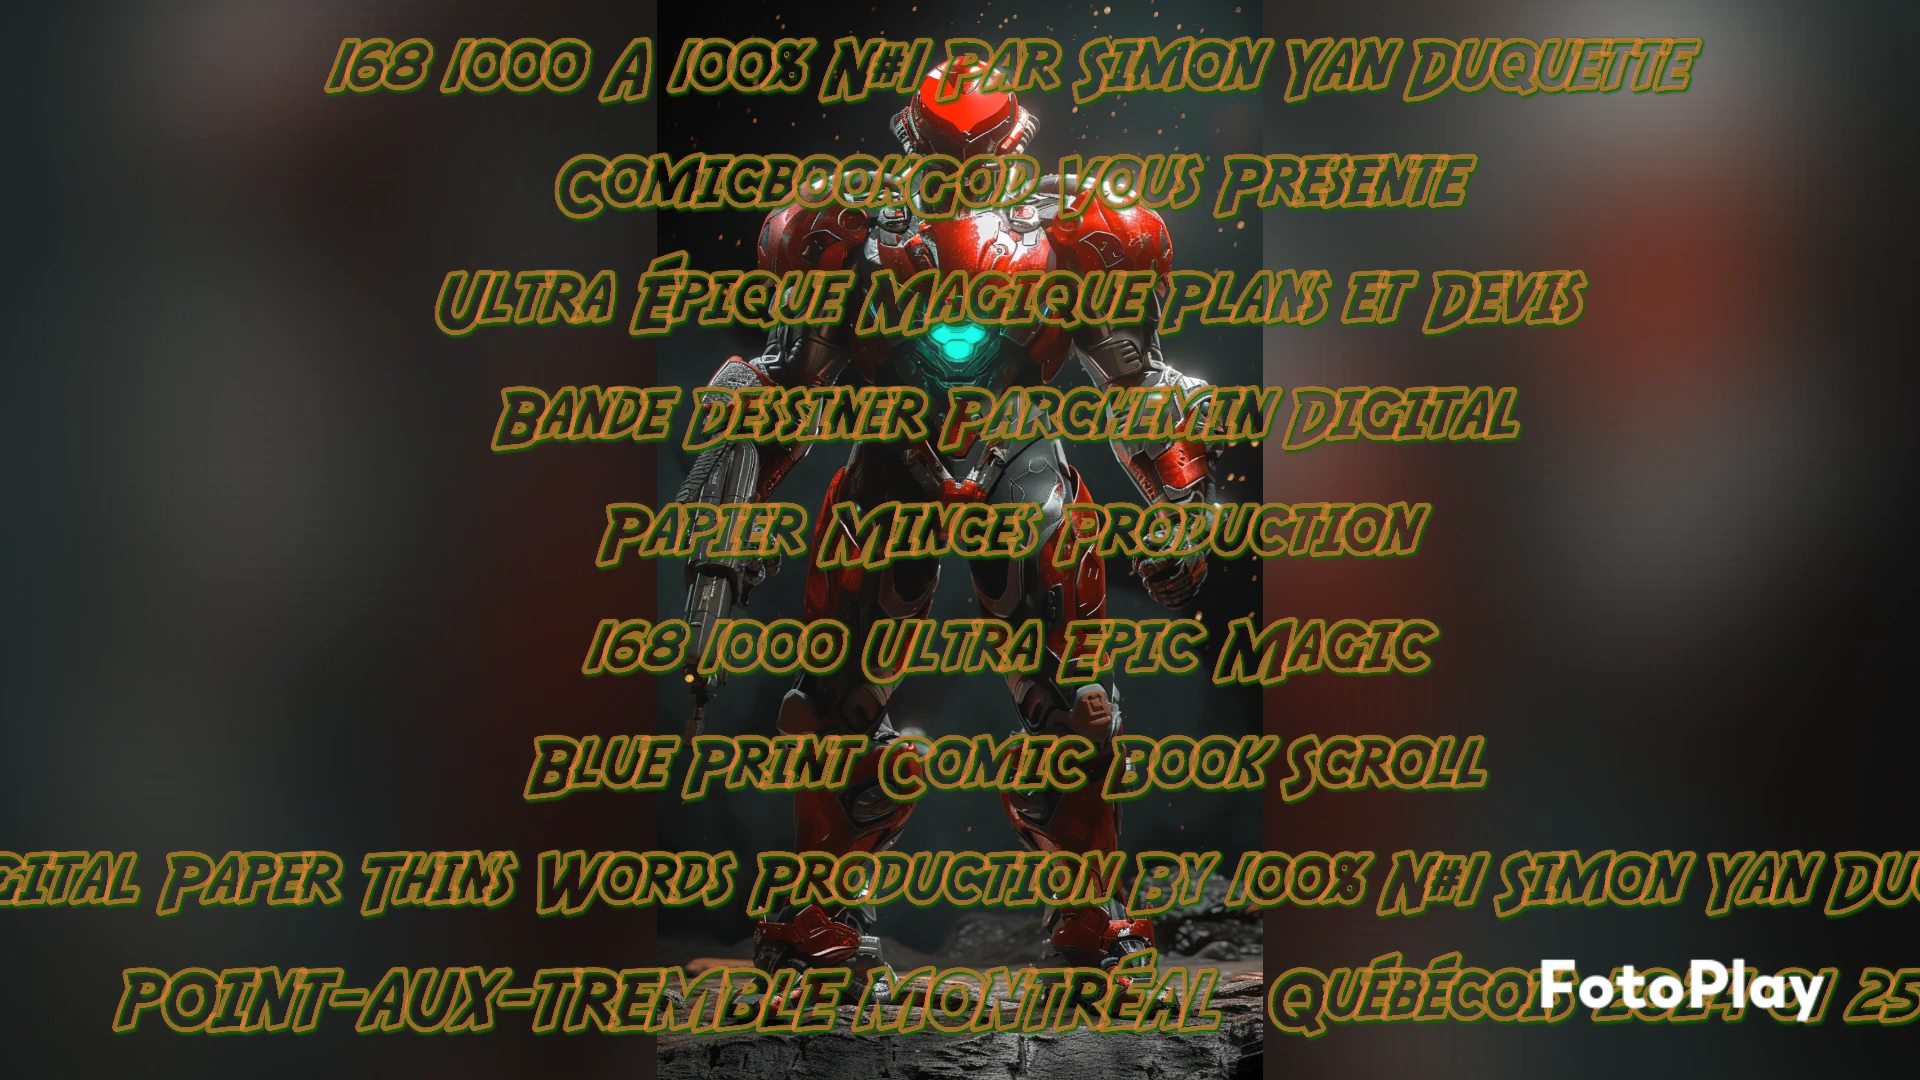 168 1000 A 100% N#1 Par Simon Yan Duquette
ComicbookGod Vous Presente
Ultra Épique Magique Plans et Devis
Bande dessiner Parchemin Digital
Papier Minces Production
168 1000 Ultra Epic Magic
Blue Print Comic Book Scroll
gital Paper Thins Words Production By 100% N#1 Simon Yan Du
POINT-AUX-TREMBLE MONTRÉAL Québécois 25
FotoPlay